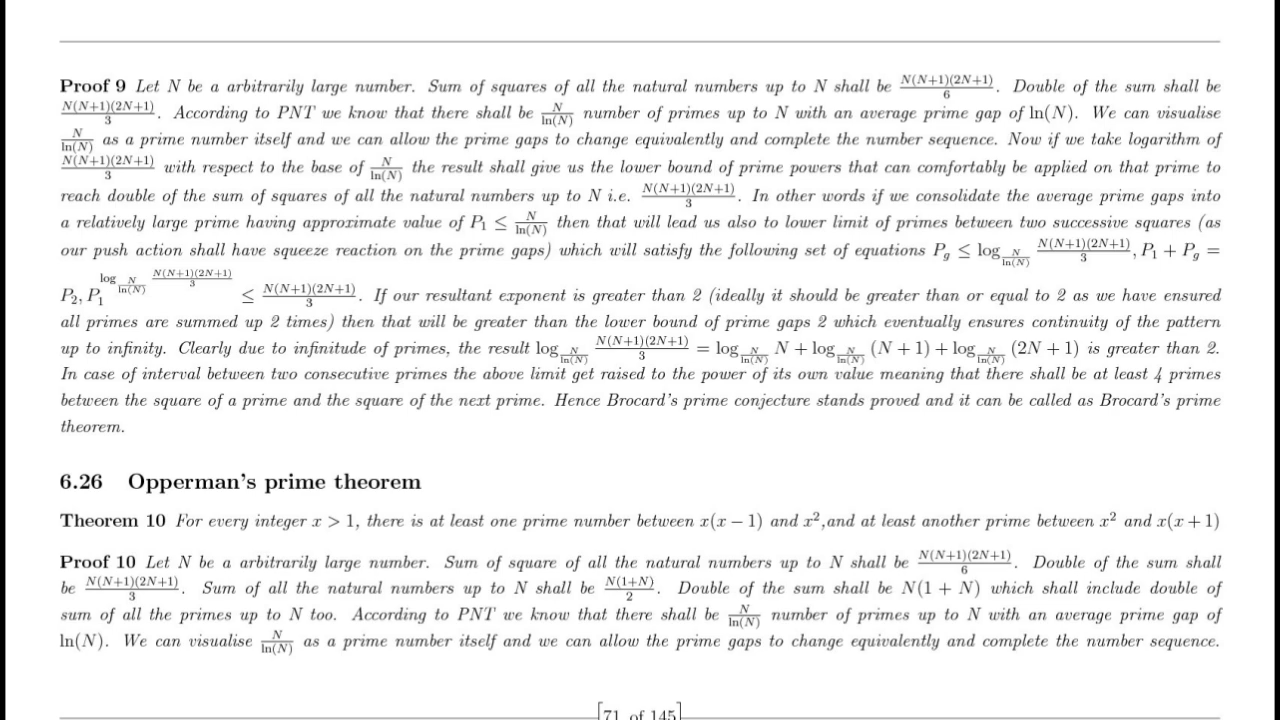 Proof 9 Let N be a arbitrarily large number. Sum of squares of all the natural numbers up to N shall be N(N+1)(2N+1)/6. Double of the sum shall be
N(N+1)(2N+1)/3. According to PNT we know that there shall be N/ln(N) number of primes up to N with an average prime gap of ln(N). We can visualise
N/ln(N) as a prime number itself and we can allow the prime gaps to change equivalently and complete the number sequence. Now if we take logarithm of
N(N+1)(2N+1)/3 with respect to the base of N/ln(N) the result shall give us the lower bound of prime powers that can comfortably be applied on that prime to
reach double of the sum of squares of all the natural numbers up to N i.e. N(N+1)(2N+1)/3. In other words if we consolidate the average prime gaps into
a relatively large prime having approximate value of P₁ ≤ N/ln(N) then that will lead us also to lower limit of primes between two successive squares (as
our push action shall have squeeze reaction on the prime gaps) which will satisfy the following set of equations P_g ≤ log_{N/ln(N)} N(N+1)(2N+1)/3, P₁ + P_g =
P₂, P₁^{log_{N/ln(N)} N(N+1)(2N+1)/3} ≤ N(N+1)(2N+1)/3. If our resultant exponent is greater than 2 (ideally it should be greater than or equal to 2 as we have ensured
all primes are summed up 2 times) then that will be greater than the lower bound of prime gaps 2 which eventually ensures continuity of the pattern
up to infinity. Clearly due to infinitude of primes, the result log_{N/ln(N)} N(N+1)(2N+1)/3 = log_{N/ln(N)} N + log_{N/ln(N)} (N + 1) + log_{N/ln(N)} (2N + 1) is greater than 2.
In case of interval between two consecutive primes the above limit get raised to the power of its own value meaning that there shall be at least 4 primes
between the square of a prime and the square of the next prime. Hence Brocard's prime conjecture stands proved and it can be called as Brocard's prime
theorem.
6.26 Opperman's prime theorem
Theorem 10 For every integer x > 1, there is at least one prime number between x(x − 1) and x²,and at least another prime between x² and x(x + 1)
Proof 10 Let N be a arbitrarily large number. Sum of square of all the natural numbers up to N shall be N(N+1)(2N+1)/6. Double of the sum shall
be N(N+1)(2N+1)/3. Sum of all the natural numbers up to N shall be N(1+N)/2. Double of the sum shall be N(1 + N) which shall include double of
sum of all the primes up to N too. According to PNT we know that there shall be N/ln(N) number of primes up to N with an average prime gap of
ln(N). We can visualise N/ln(N) as a prime number itself and we can allow the prime gaps to change equivalently and complete the number sequence.
71 of 145